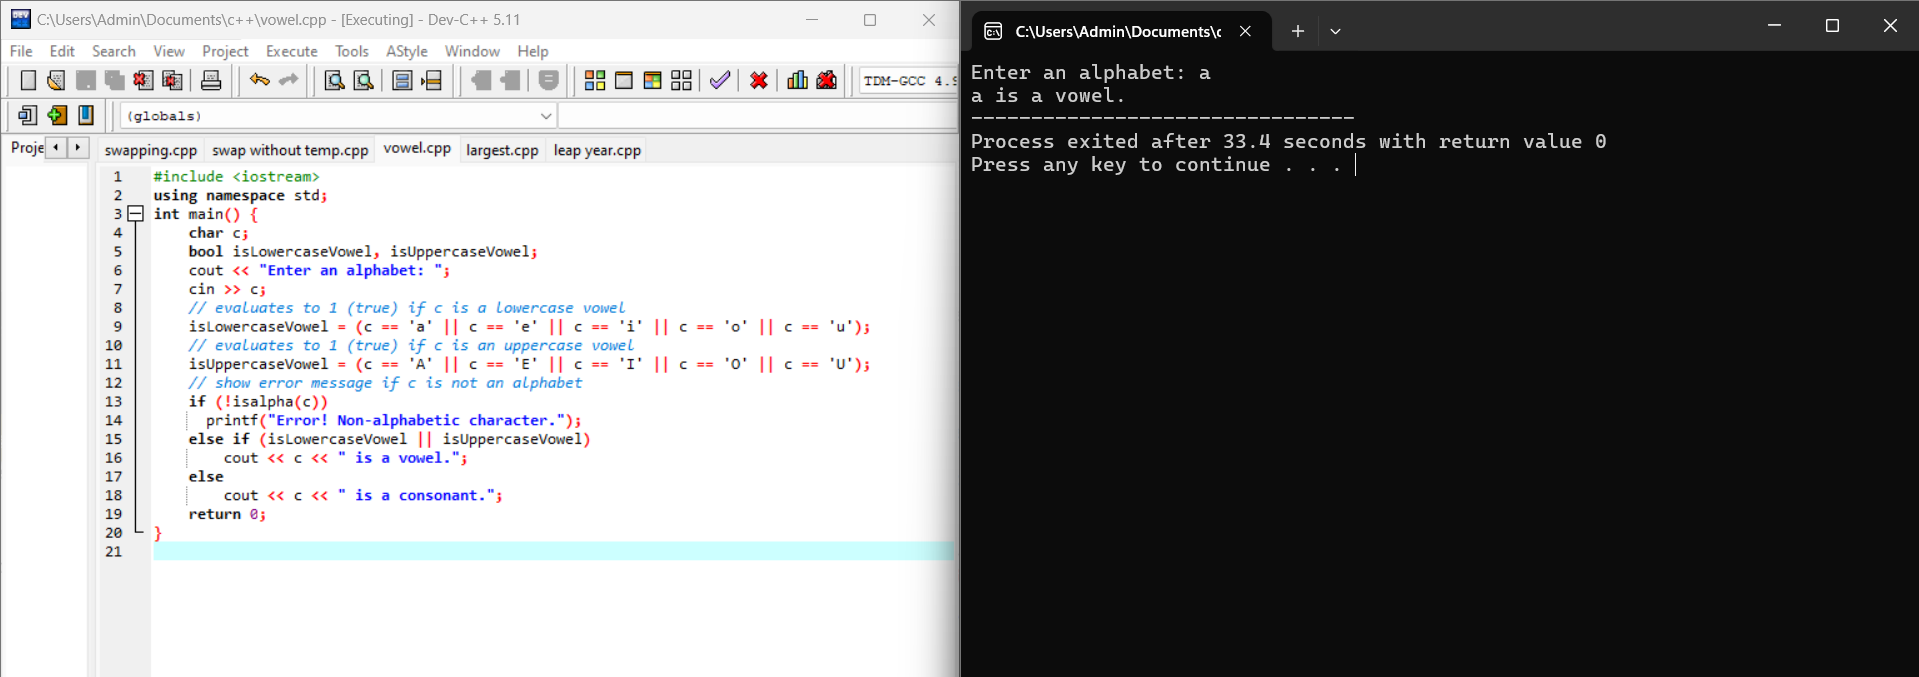 C:\Users\Admin\Documents\c++\vowel.cpp - [Executing] - Dev-C++ 5.11
File Edit Search View Project Execute Tools AStyle Window Help
TDM-GCC 4.9
(globals)
Proje
swapping.cpp swap without temp.cpp vowel.cpp largest.cpp leap year.cpp
1 #include <iostream>
2 using namespace std;
3 int main() {
4 char c;
5 bool isLowercaseVowel, isUppercaseVowel;
6 cout << "Enter an alphabet: ";
7 cin >> c;
8 // evaluates to 1 (true) if c is a lowercase vowel
9 isLowercaseVowel = (c == 'a' || c == 'e' || c == 'i' || c == 'o' || c == 'u');
10 // evaluates to 1 (true) if c is an uppercase vowel
11 isUppercaseVowel = (c == 'A' || c == 'E' || c == 'I' || c == 'O' || c == 'U');
12 // show error message if c is not an alphabet
13 if (!isalpha(c))
14 printf("Error! Non-alphabetic character.");
15 else if (isLowercaseVowel || isUppercaseVowel)
16 cout << c << " is a vowel.";
17 else
18 cout << c << " is a consonant.";
19 return 0;
20 }
21
C:\Users\Admin\Documents\c
Enter an alphabet: a
a is a vowel.
--------------------------------
Process exited after 33.4 seconds with return value 0
Press any key to continue . . .